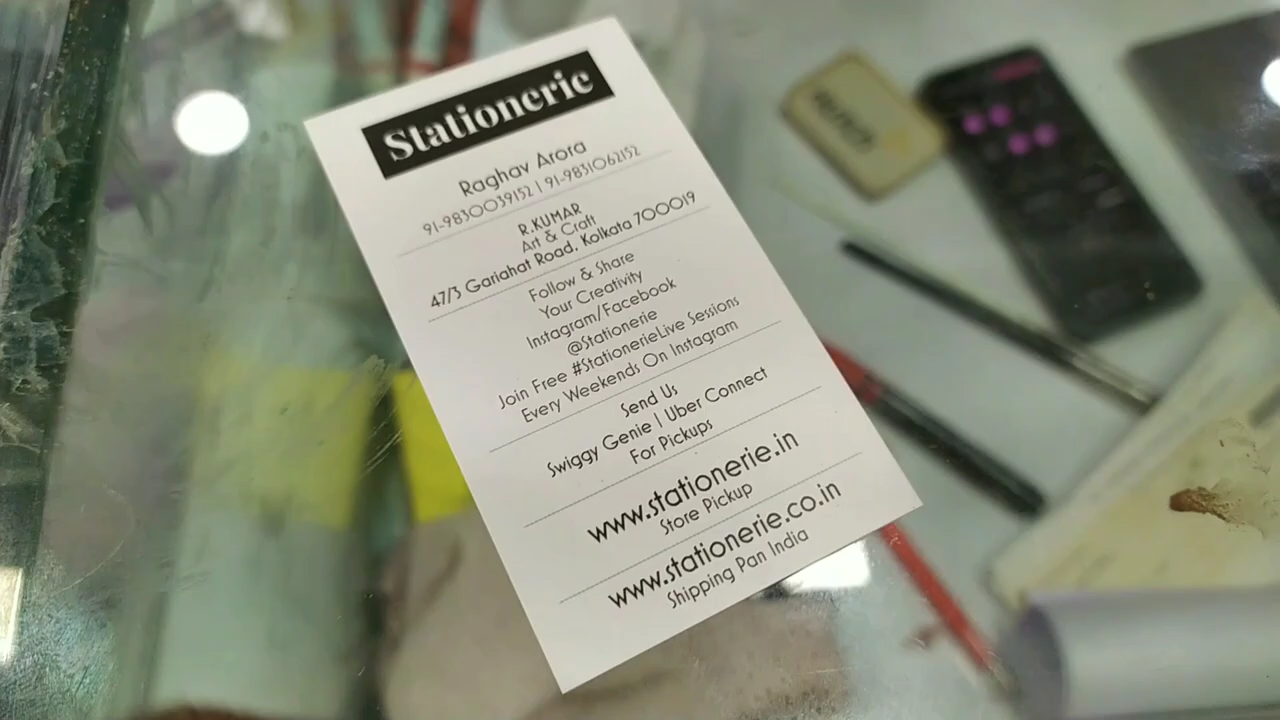 Stationerie
Raghav Arora
91-9830039152 | 91-9831062152
R.KUMAR
Art & Craft
47/3 Gariahat Road, Kolkata 700019
Follow & Share
Your Creativity
Instagram/Facebook
@Stationerie
Join Free #StationerieLive Sessions
Every Weekends On Instagram
Send Us
Swiggy Genie | Uber Connect
For Pickups
www.stationerie.in
Store Pickup
www.stationerie.co.in
Shipping Pan India